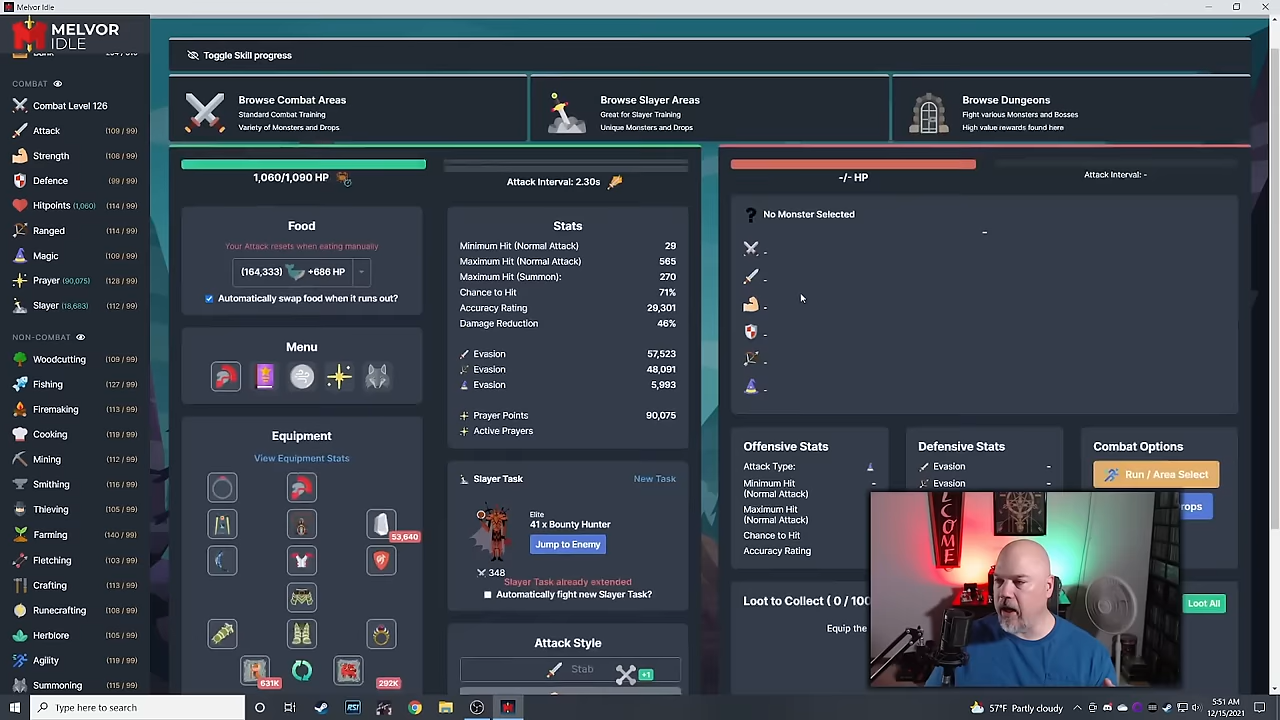 Melvor Idle
MELVOR
IDLE
COMBAT
Combat Level 126
Attack (109 / 99)
Strength (108 / 99)
Defence (99 / 99)
Hitpoints (1,060) (114 / 99)
Ranged (114 / 99)
Magic (109 / 99)
Prayer (90,075) (128 / 99)
Slayer (18,683) (112 / 99)
NON-COMBAT
Woodcutting (109 / 99)
Fishing (127 / 99)
Firemaking (113 / 99)
Cooking (119 / 99)
Mining (112 / 99)
Smithing (116 / 99)
Thieving (105 / 99)
Farming (140 / 99)
Fletching (103 / 99)
Crafting (113 / 99)
Runecrafting (108 / 99)
Herblore (105 / 99)
Agility (119 / 99)
Summoning (115 / 99)
Toggle Skill progress
Browse Combat Areas
Standard Combat Training
Variety of Monsters and Drops
Browse Slayer Areas
Great for Slayer Training
Unique Monsters and Drops
Browse Dungeons
Fight various Monsters and Bosses
High value rewards found here
1,060/1,090 HP
Attack Interval: 2.30s
Food
Your Attack resets when eating manually
(164,333) +686 HP
Automatically swap food when it runs out?
Menu
Equipment
View Equipment Stats
53,640
631K
292K
Stats
Minimum Hit (Normal Attack) 29
Maximum Hit (Normal Attack) 565
Maximum Hit (Summon): 270
Chance to Hit 71%
Accuracy Rating 29,301
Damage Reduction 46%
Evasion 57,523
Evasion 48,091
Evasion 5,993
Prayer Points 90,075
Active Prayers
Slayer Task New Task
Elite
41 x Bounty Hunter
Jump to Enemy
348
Slayer Task already extended
Automatically fight new Slayer Task?
Attack Style
Stab
+1
-/- HP
Attack Interval: -
? No Monster Selected
-
-
-
-
-
-
-
Offensive Stats
Attack Type:
Minimum Hit -
(Normal Attack)
Maximum Hit
(Normal Attack)
Chance to Hit
Accuracy Rating
Defensive Stats
Evasion -
Evasion -
Combat Options
Run / Area Select
rops
Loot to Collect ( 0 / 100
Loot All
Equip the
WELCOME
Type here to search
57°F Partly cloudy
5:51 AM
12/15/2021